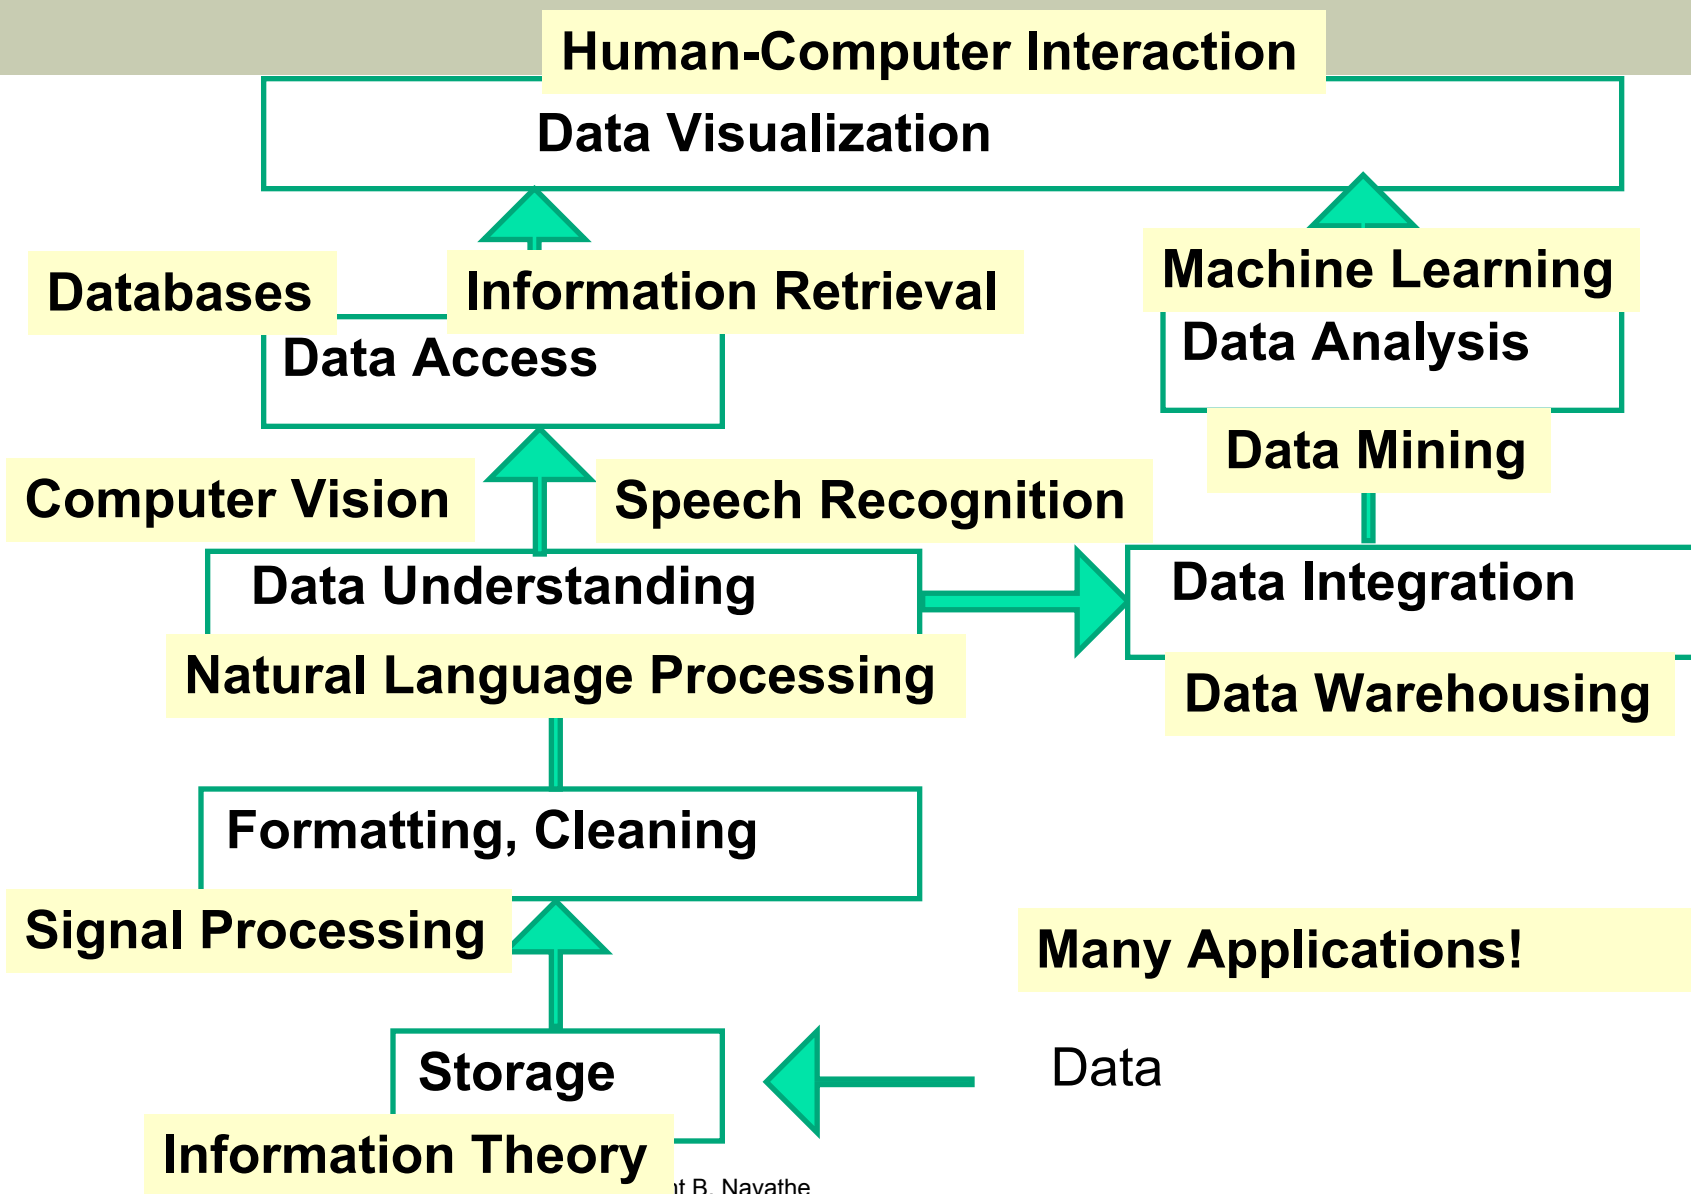 Human-Computer Interaction
Data Visualization
Databases
Information Retrieval
Machine Learning
Data Access
Data Analysis
Data Mining
Computer Vision
Speech Recognition
Data Understanding
Data Integration
Natural Language Processing
Data Warehousing
Formatting, Cleaning
Signal Processing
Many Applications!
Storage
Data
Information Theory
B. Navathe